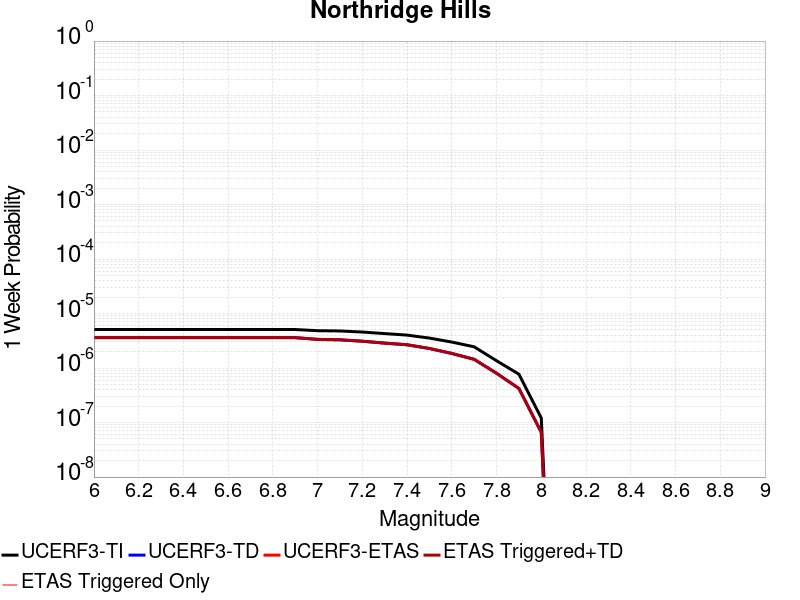 Northridge Hills
10^0
10^-1
10^-2
10^-3
10^-4
10^-5
10^-6
10^-7
10^-8
1 Week Probability
6 6.2 6.4 6.6 6.8 7 7.2 7.4 7.6 7.8 8 8.2 8.4 8.6 8.8 9
Magnitude
UCERF3-TI UCERF3-TD UCERF3-ETAS ETAS Triggered+TD
ETAS Triggered Only